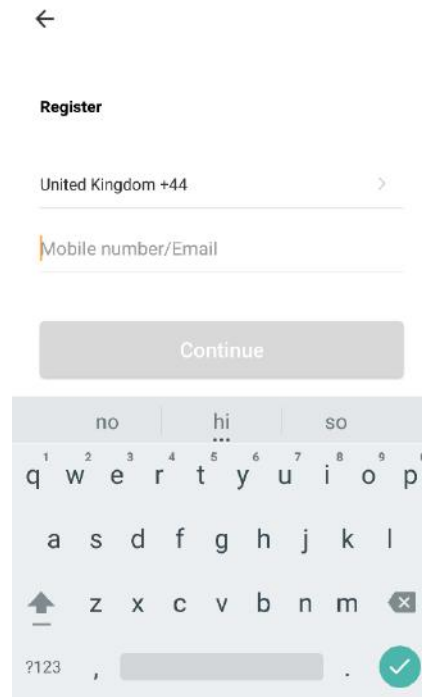 Register
United Kingdom +44
Mobile number/Email
Continue
no hi so
1 2 3 4 5 6 7 8 9
q w e r t y u i o p
a s d f g h j k l
z x c v b n m
?123 , .